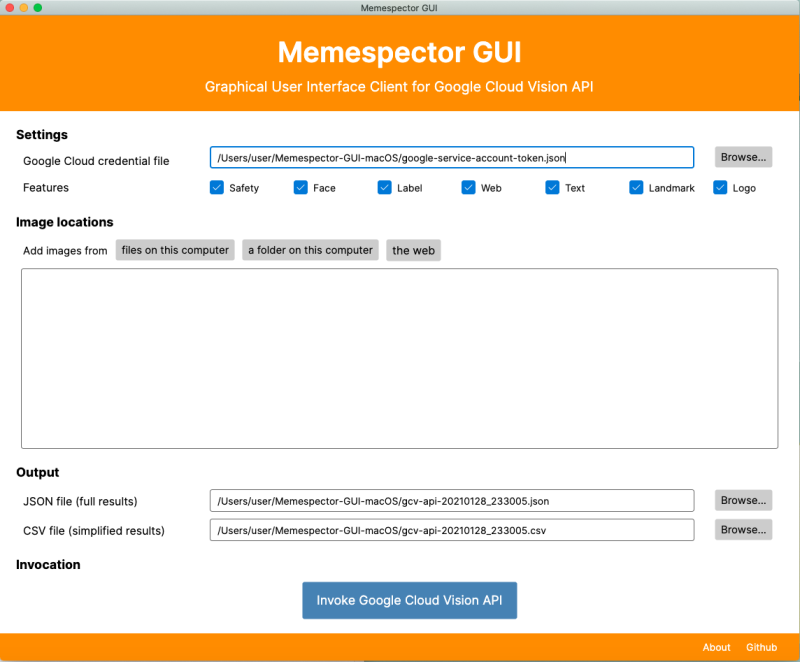 Memespector GUI
Memespector GUI
Graphical User Interface Client for Google Cloud Vision API
Settings
Google Cloud credential file /Users/user/Memespector-GUI-macOS/google-service-account-token.json Browse...
Features Safety Face Label Web Text Landmark Logo
Image locations
Add images from files on this computer a folder on this computer the web
Output
JSON file (full results) /Users/user/Memespector-GUI-macOS/gcv-api-20210128_233005.json Browse...
CSV file (simplified results) /Users/user/Memespector-GUI-macOS/gcv-api-20210128_233005.csv Browse...
Invocation
Invoke Google Cloud Vision API
About Github